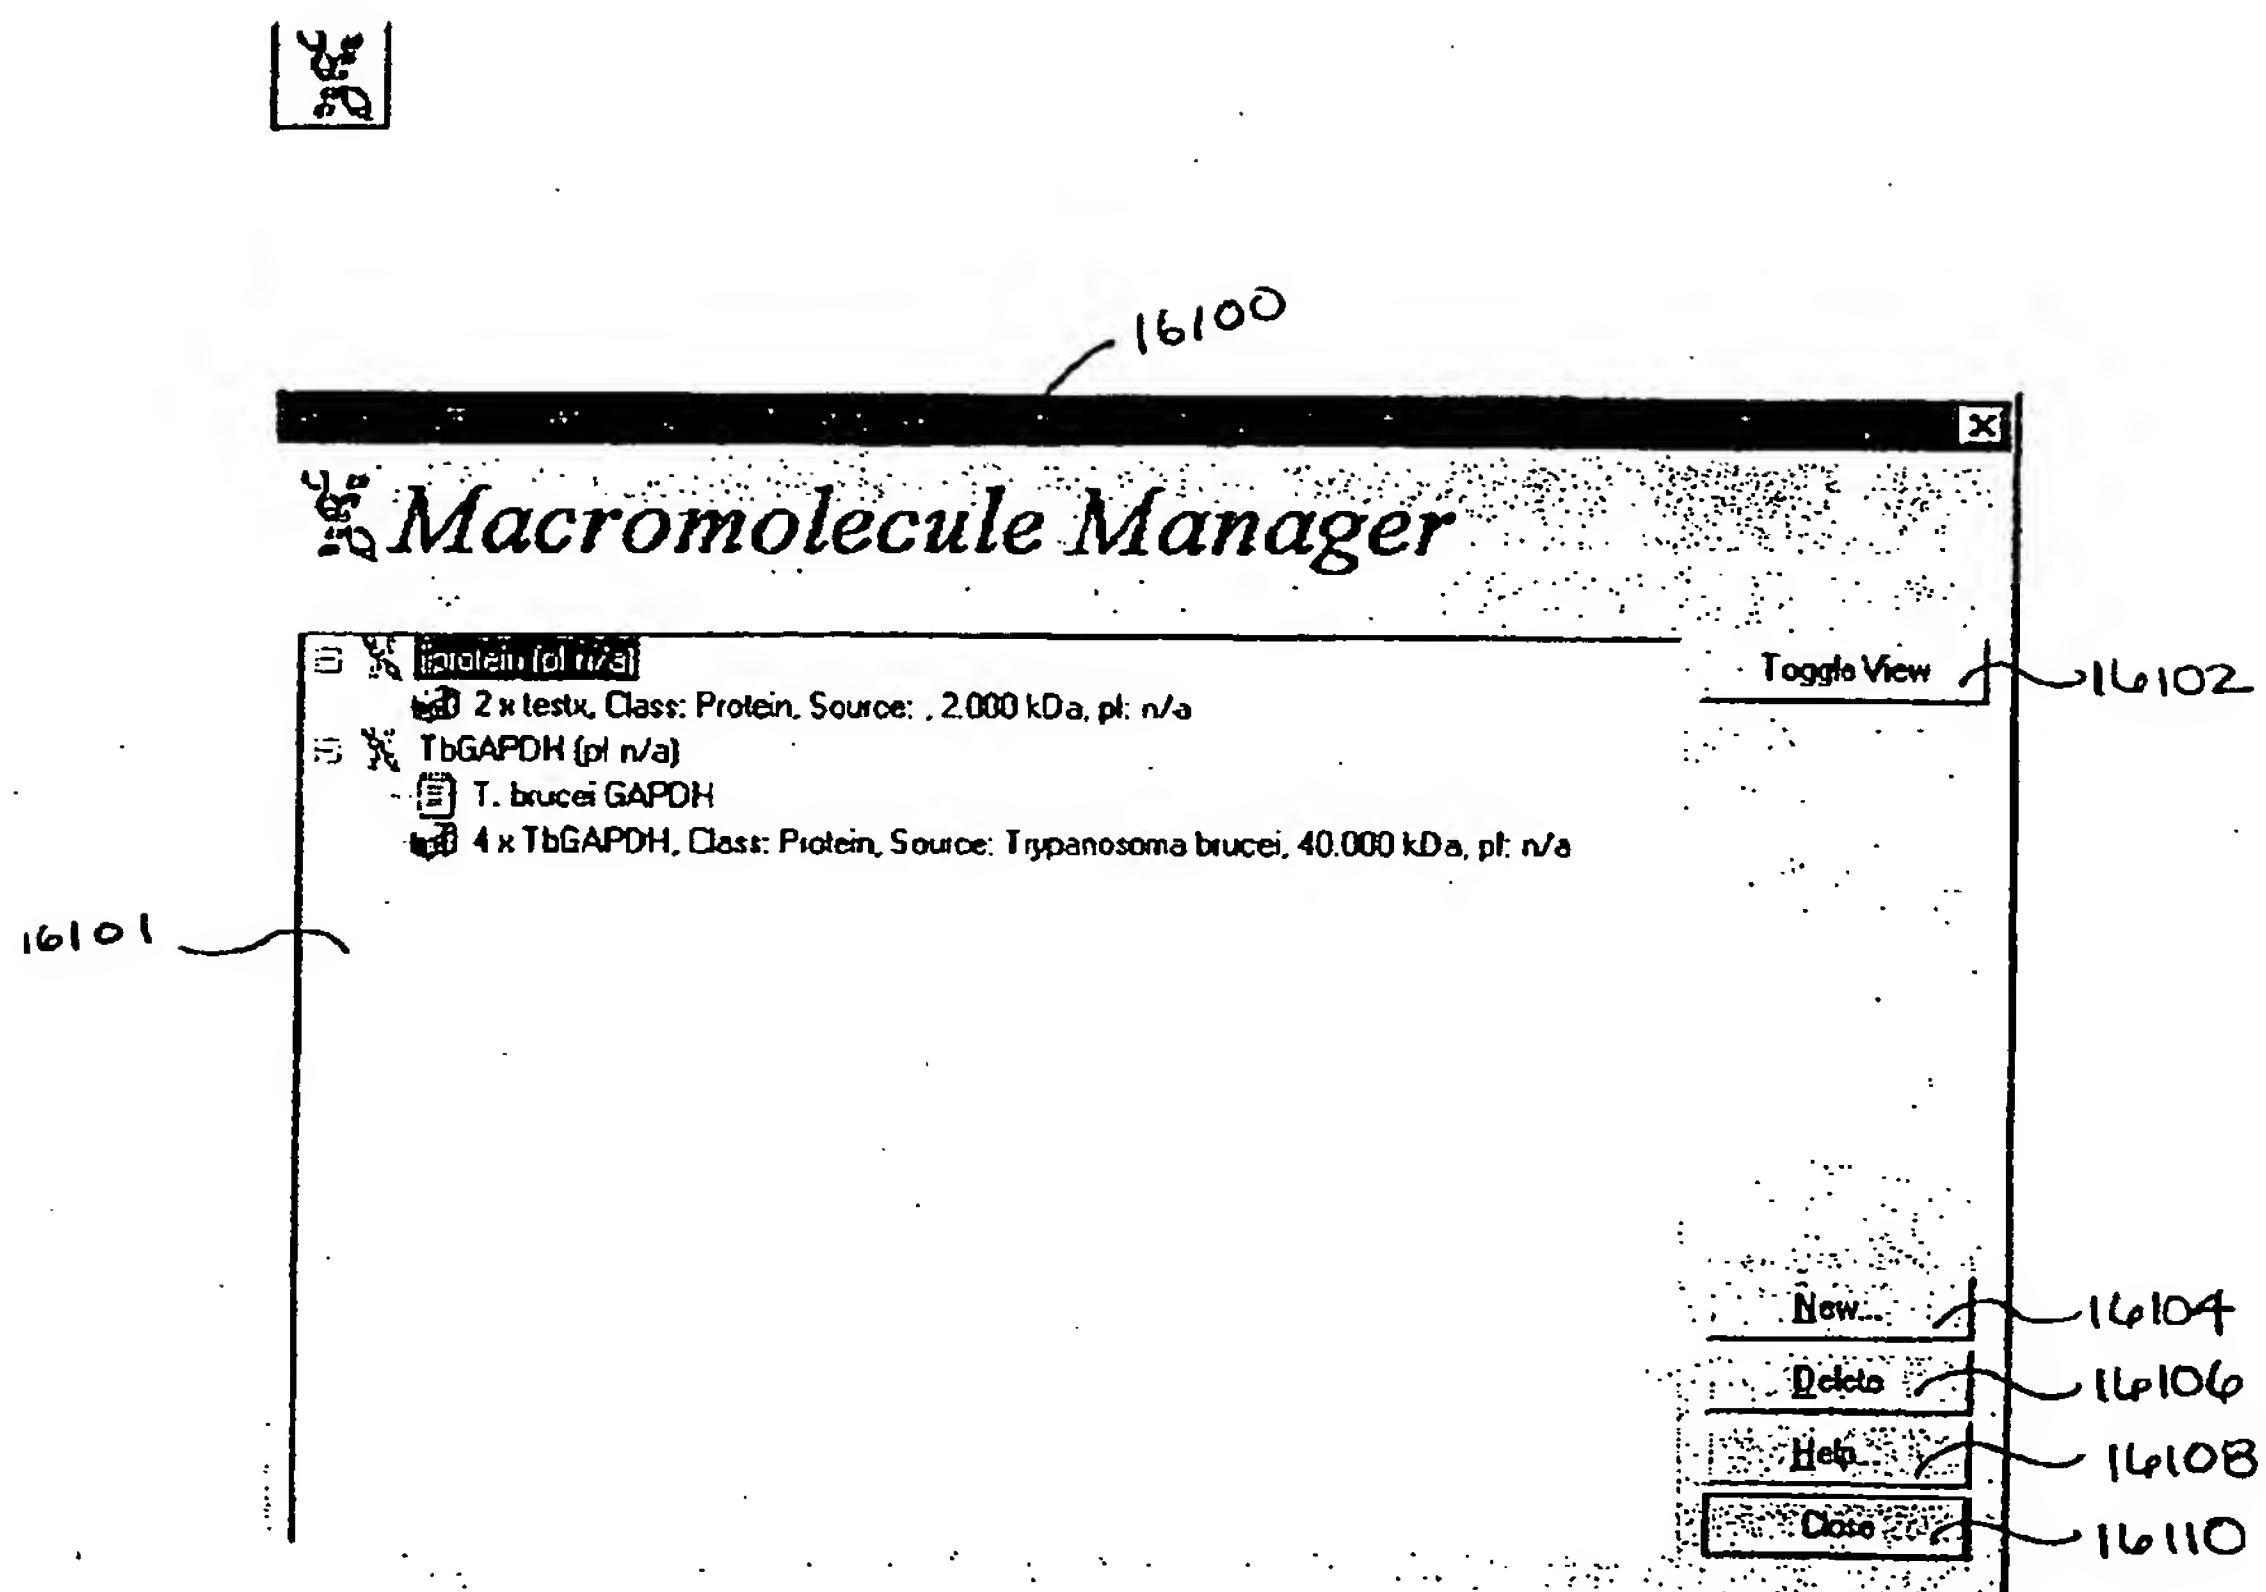 16100
Macromolecule Manager
(pI n/a)
Toggle View
16102
2 x testx, Class: Protein, Source: , 2.000 kDa, pI: n/a
TbGAPDH (pI n/a)
T. brucei GAPDH
4 x TbGAPDH, Class: Protein, Source: Trypanosoma brucei, 40.000 kDa, pI: n/a
16101
New...
16104
Delete
16106
Help...
16108
Close
16110